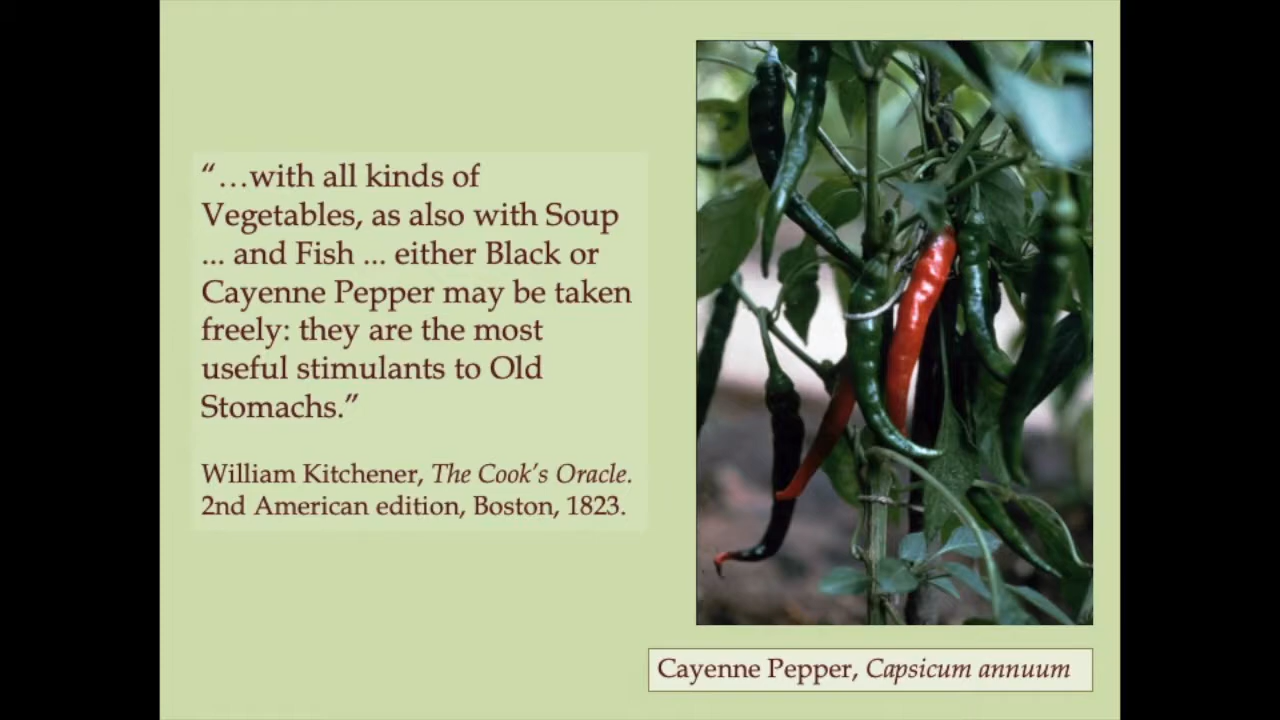 “…with all kinds of
Vegetables, as also with Soup
... and Fish ... either Black or
Cayenne Pepper may be taken
freely: they are the most
useful stimulants to Old
Stomachs.”
William Kitchener, The Cook’s Oracle.
2nd American edition, Boston, 1823.
Cayenne Pepper, Capsicum annuum